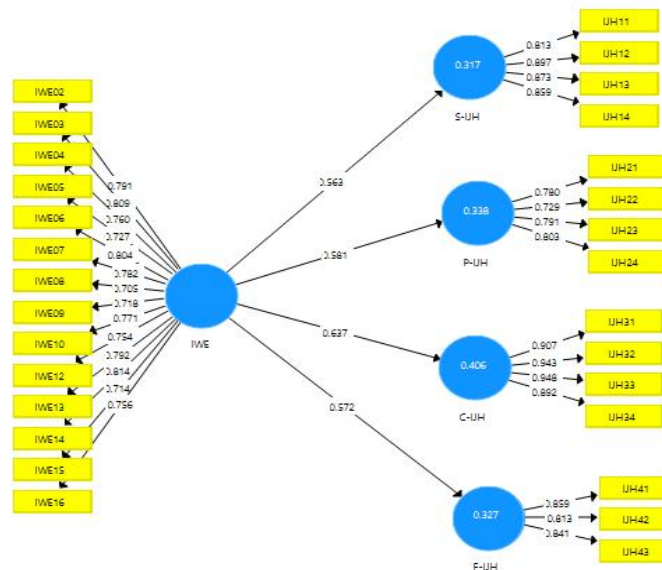 IWE02
IWE03
IWE04
IWE05
IWE06
IWE07
IWE08
IWE09
IWE10
IWE12
IWE13
IWE14
IWE15
IWE16
0.791
0.809
0.760
0.727
0.804
0.782
0.705
0.718
0.771
0.754
0.792
0.814
0.714
0.756
IWE
0.563
0.581
0.637
0.572
0.317
S-IJH
0.813
0.897
0.873
0.859
IJH11
IJH12
IJH13
IJH14
0.338
P-IJH
0.780
0.729
0.791
0.803
IJH21
IJH22
IJH23
IJH24
0.406
C-IJH
0.907
0.943
0.948
0.892
IJH31
IJH32
IJH33
IJH34
0.327
F-IJH
0.859
0.813
0.841
IJH41
IJH42
IJH43